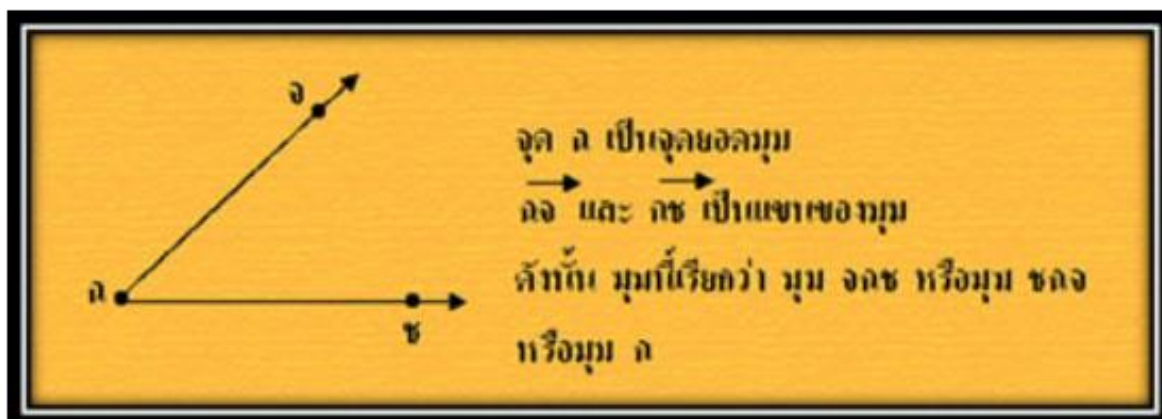 จ
จุด ก เป็นจุดยอดมุม
กจ และ กช เป็นแขนของมุม
ดังนั้น มุมนี้เรียกว่า มุม จกช หรือมุม ชกจ
ก
ช
หรือมุม ก